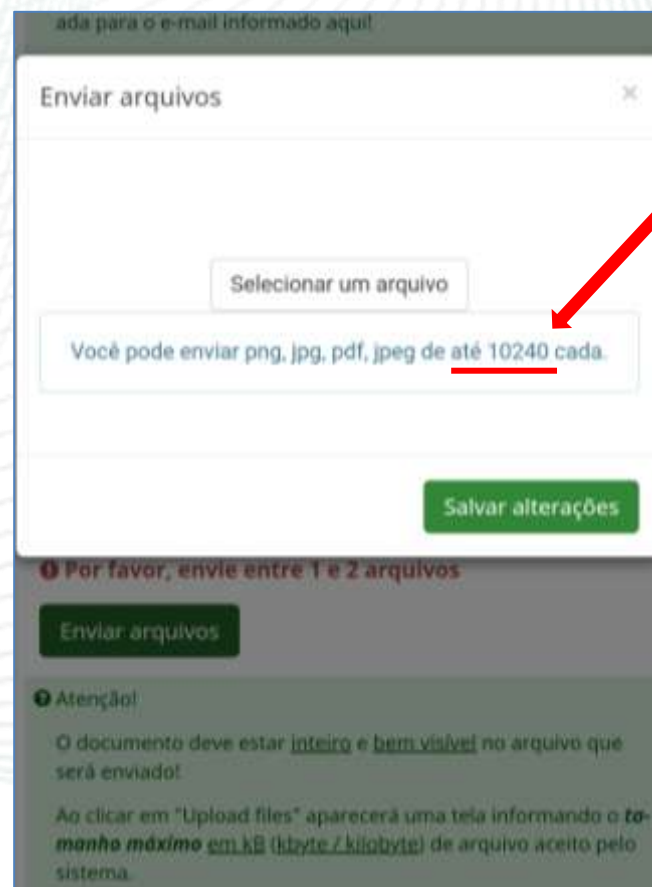 ada para o e-mail informado aqui!
Enviar arquivos ×
Selecionar um arquivo
Você pode enviar png, jpg, pdf, jpeg de até 10240 cada.
Salvar alterações
Por favor, envie entre 1 e 2 arquivos
Enviar arquivos
Atenção!
O documento deve estar inteiro e bem visível no arquivo que
será enviado!
Ao clicar em "Upload files" aparecerá uma tela informando o ta-
manho máximo em kB (kbyte / kilobyte) de arquivo aceito pelo
sistema.